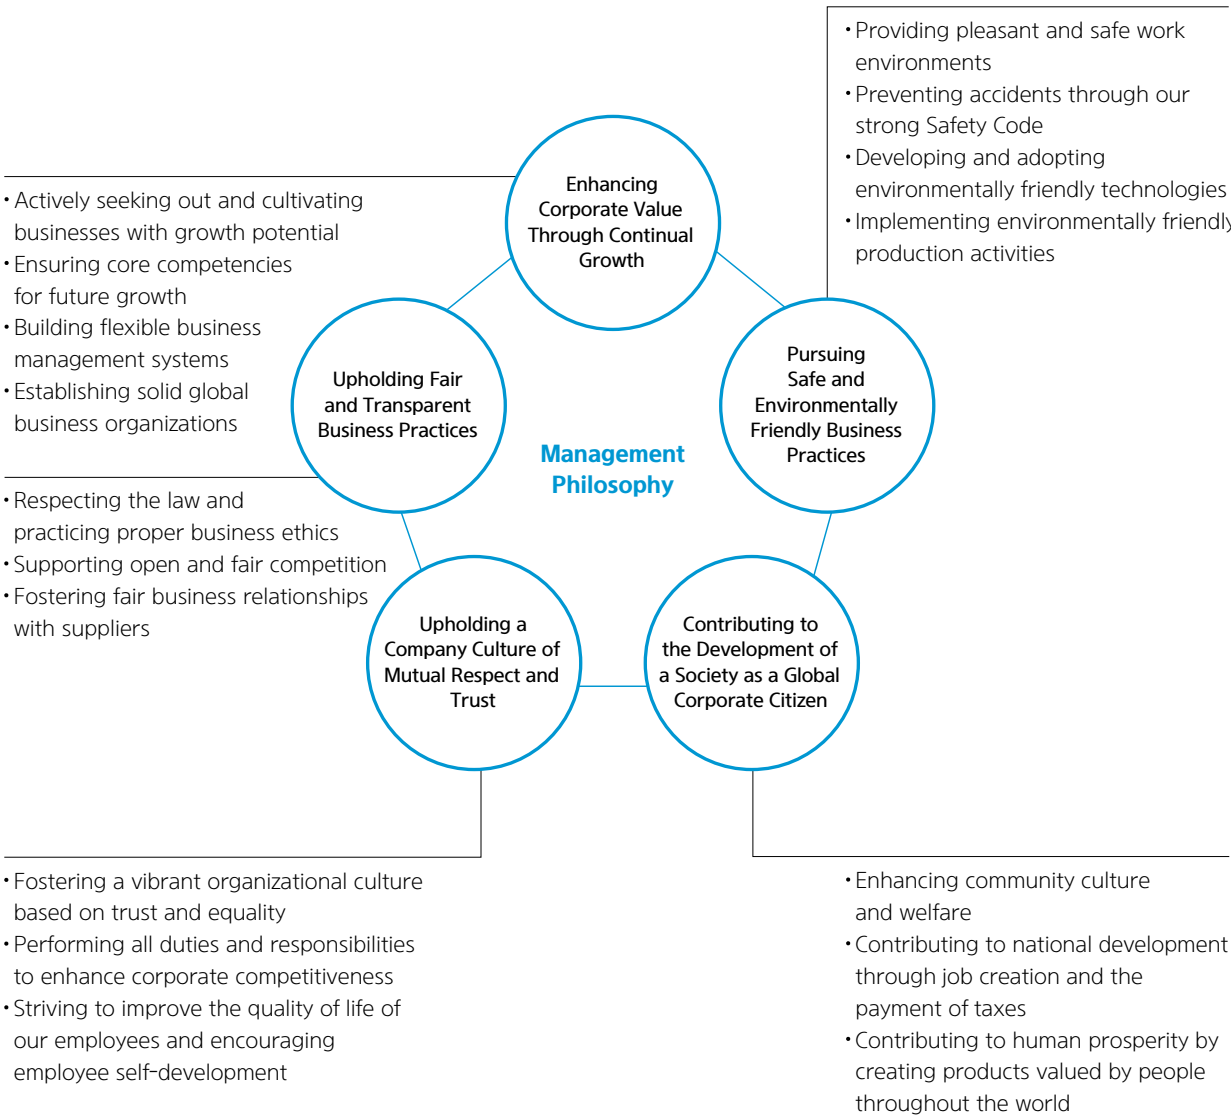 Enhancing
Corporate Value
Through Continual
Growth
・Actively seeking out and cultivating
businesses with growth potential
・Ensuring core competencies
for future growth
・Building flexible business
management systems
・Establishing solid global
business organizations
・Providing pleasant and safe work
environments
・Preventing accidents through our
strong Safety Code
・Developing and adopting
environmentally friendly technologies
・Implementing environmentally friendly
production activities
Upholding Fair
and Transparent
Business Practices
Management
Philosophy
Pursuing
Safe and
Environmentally
Friendly Business
Practices
・Respecting the law and
practicing proper business ethics
・Supporting open and fair competition
・Fostering fair business relationships
with suppliers
Upholding a
Company Culture of
Mutual Respect and
Trust
Contributing to
the Development of
a Society as a Global
Corporate Citizen
・Fostering a vibrant organizational culture
based on trust and equality
・Performing all duties and responsibilities
to enhance corporate competitiveness
・Striving to improve the quality of life of
our employees and encouraging
employee self-development
・Enhancing community culture
and welfare
・Contributing to national development
through job creation and the
payment of taxes
・Contributing to human prosperity by
creating products valued by people
throughout the world